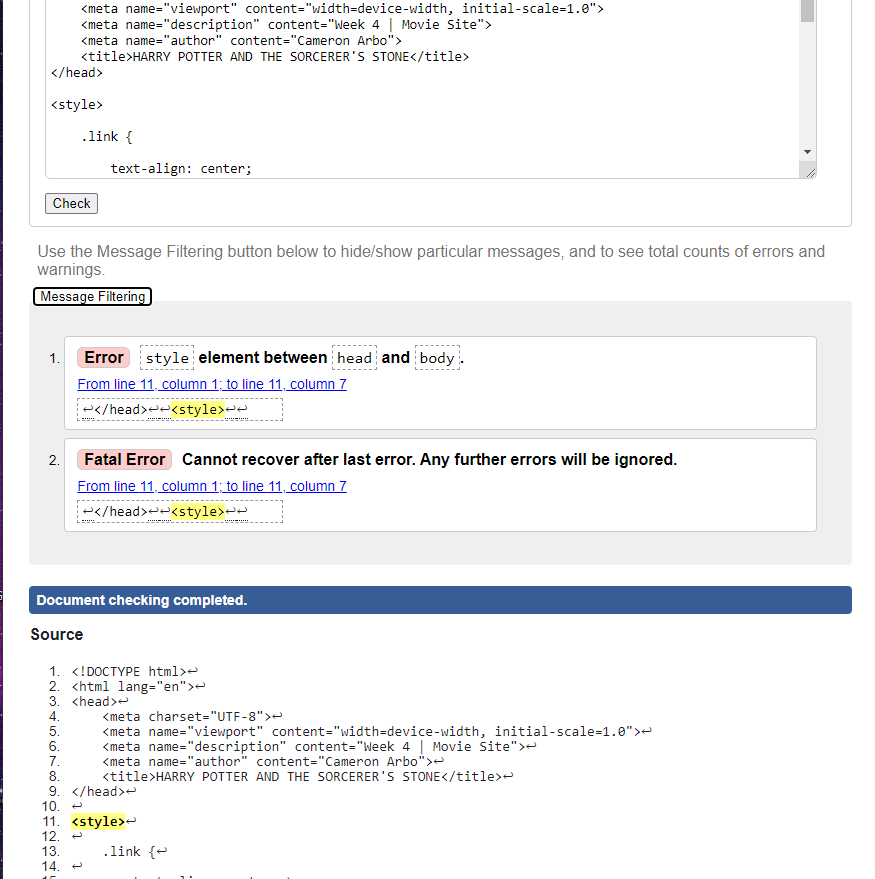 <meta name="viewport" content="width=device-width, initial-scale=1.0">
<meta name="description" content="Week 4 | Movie Site">
<meta name="author" content="Cameron Arbo">
<title>HARRY POTTER AND THE SORCERER'S STONE</title>
</head>
<style>
.link {
text-align: center;
Check
Use the Message Filtering button below to hide/show particular messages, and to see total counts of errors and
warnings.
Message Filtering
1. Error style element between head and body.
From line 11, column 1; to line 11, column 7
↩</head>↩↩<style>↩↩
2. Fatal Error Cannot recover after last error. Any further errors will be ignored.
From line 11, column 1; to line 11, column 7
↩</head>↩↩<style>↩↩
Document checking completed.
Source
1. <!DOCTYPE html>↩
2. <html lang="en">↩
3. <head>↩
4. <meta charset="UTF-8">↩
5. <meta name="viewport" content="width=device-width, initial-scale=1.0">↩
6. <meta name="description" content="Week 4 | Movie Site">↩
7. <meta name="author" content="Cameron Arbo">↩
8. <title>HARRY POTTER AND THE SORCERER'S STONE</title>↩
9. </head>↩
10. ↩
11. <style>↩
12. ↩
13. .link {↩
14. ↩